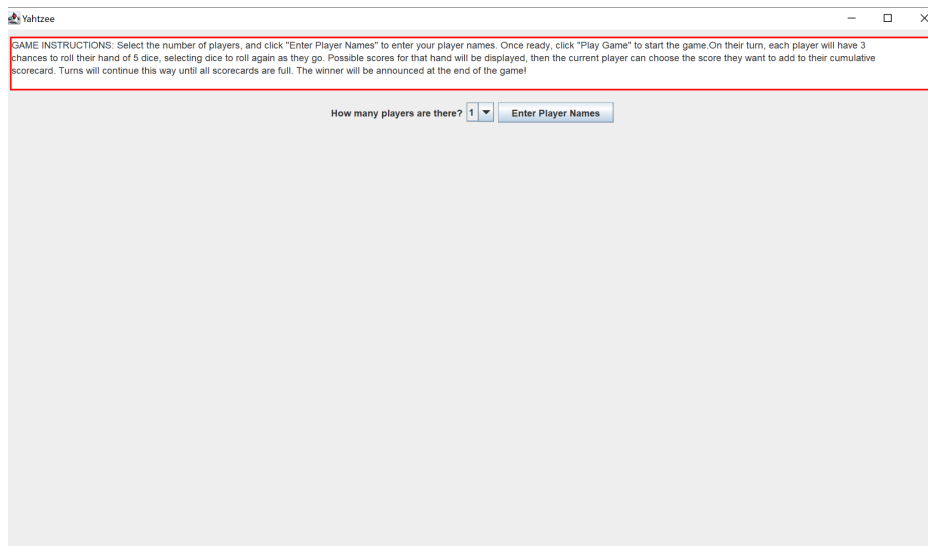 Yahtzee
GAME INSTRUCTIONS: Select the number of players, and click "Enter Player Names" to enter your player names. Once ready, click "Play Game" to start the game.On their turn, each player will have 3
chances to roll their hand of 5 dice, selecting dice to roll again as they go. Possible scores for that hand will be displayed, then the current player can choose the score they want to add to their cumulative
scorecard. Turns will continue this way until all scorecards are full. The winner will be announced at the end of the game!
How many players are there? 1 Enter Player Names